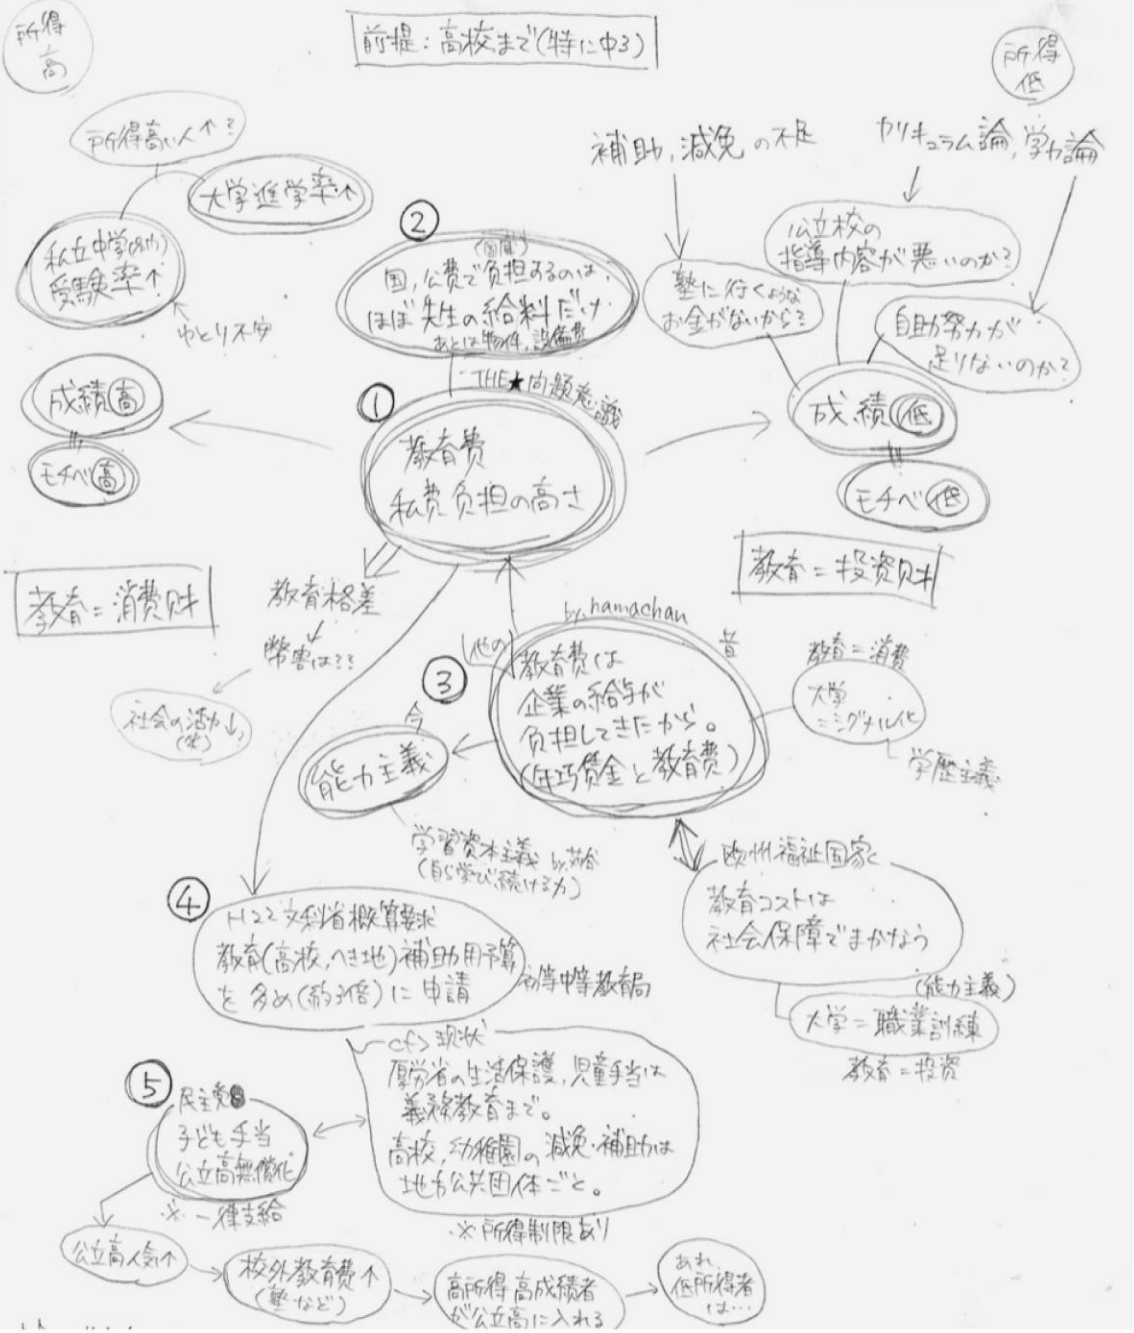 所得
高
前提：高校まで(特に中3)
所得
低
所得高い人↑？
大学進学率↑
私立中学(国内)
受験率↑
ゆとり不安
補助,減免の不足
カリキュラム論,学力論
②
(国庫)
国,公費で負担するのは、
ほぼ先生の給料だけ
あとは物件,設備費
塾に行くような
お金がないから？
公立校の
指導内容が悪いのか？
自助努力が
足りないのか？
成績高
モチベ高
THE★問題意識
①
教育費
私費負担の高さ
成績低
モチベ低
教育＝消費財
教育＝投資財
教育格差
弊害は??
社会の活力↓？
by.hamachan
(他の)
③
教育費は
企業の給与が
負担してきたから。
(年功賃金と教育費)
昔
教育＝消費
大学
＝シグナル化
学歴主義
今
能力主義
学習資本主義 by.苅谷
(自ら学び続ける力)
欧州福祉国家
教育コストは
社会保障でまかなう
(能力主義)
大学＝職業訓練
教育＝投資
④
H22文科省概算要求
教育(高校,へき地)補助用予算
を多め(約3倍)に申請
初等中等教育局
cf>現状
厚労省の生活保護,児童手当は
義務教育まで。
高校,幼稚園の減免・補助は
地方公共団体ごと。
※所得制限あり
⑤
民主党
子ども手当
公立高無償化
※一律支給
公立高人気↑
校外教育費↑
(塾など)
高所得高成績者
が公立高に入れる
あれ、
低所得者
は…